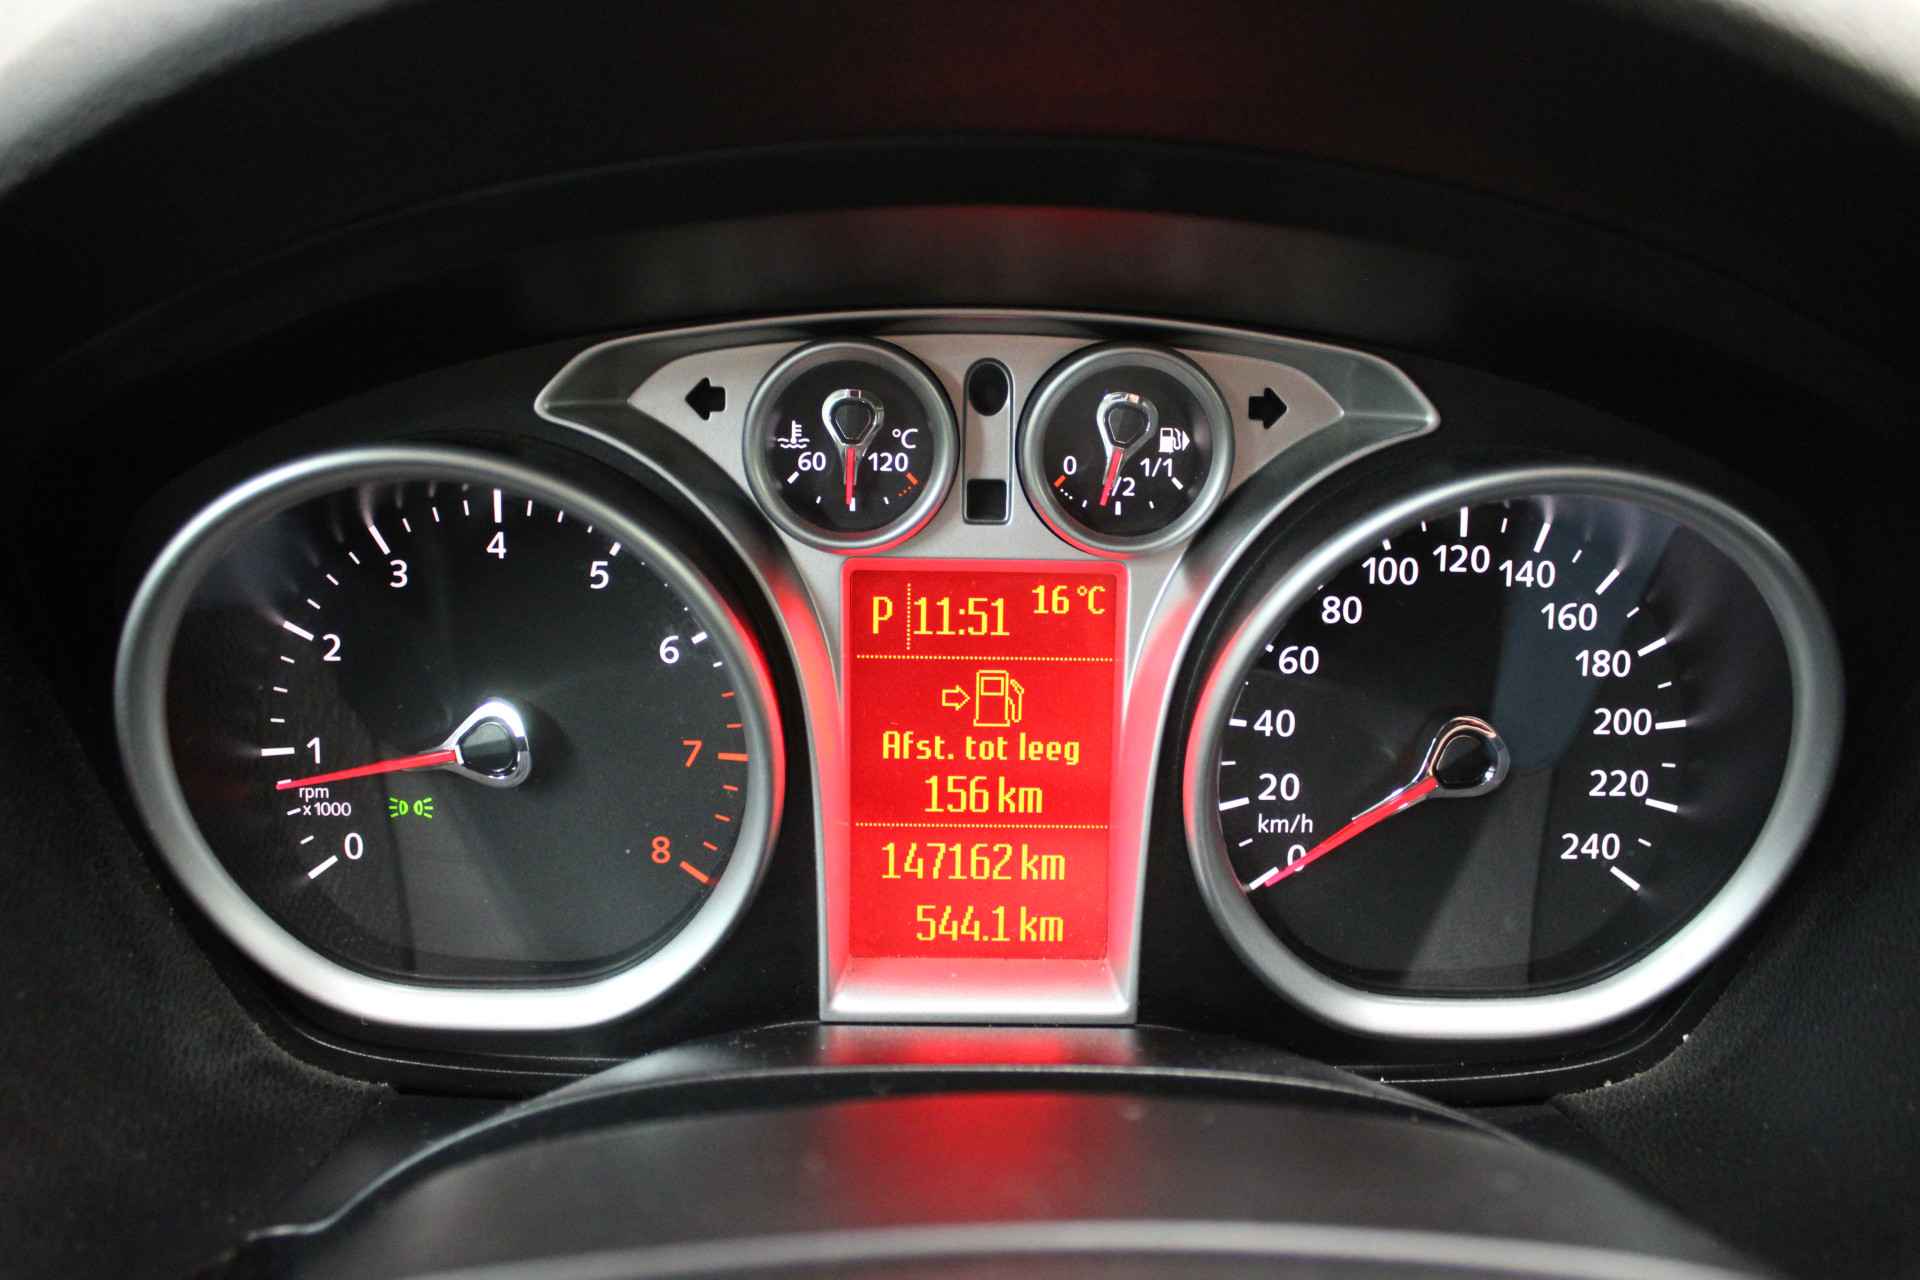 60 °C 120
0 1/2 1/1
0 1 2 3 4 5 6 7 8
rpm
x1000
P 11:51 16 °C
Afst. tot leeg
156 km
147162 km
544.1 km
0 20 40 60 80 100 120 140 160 180 200 220 240
km/h